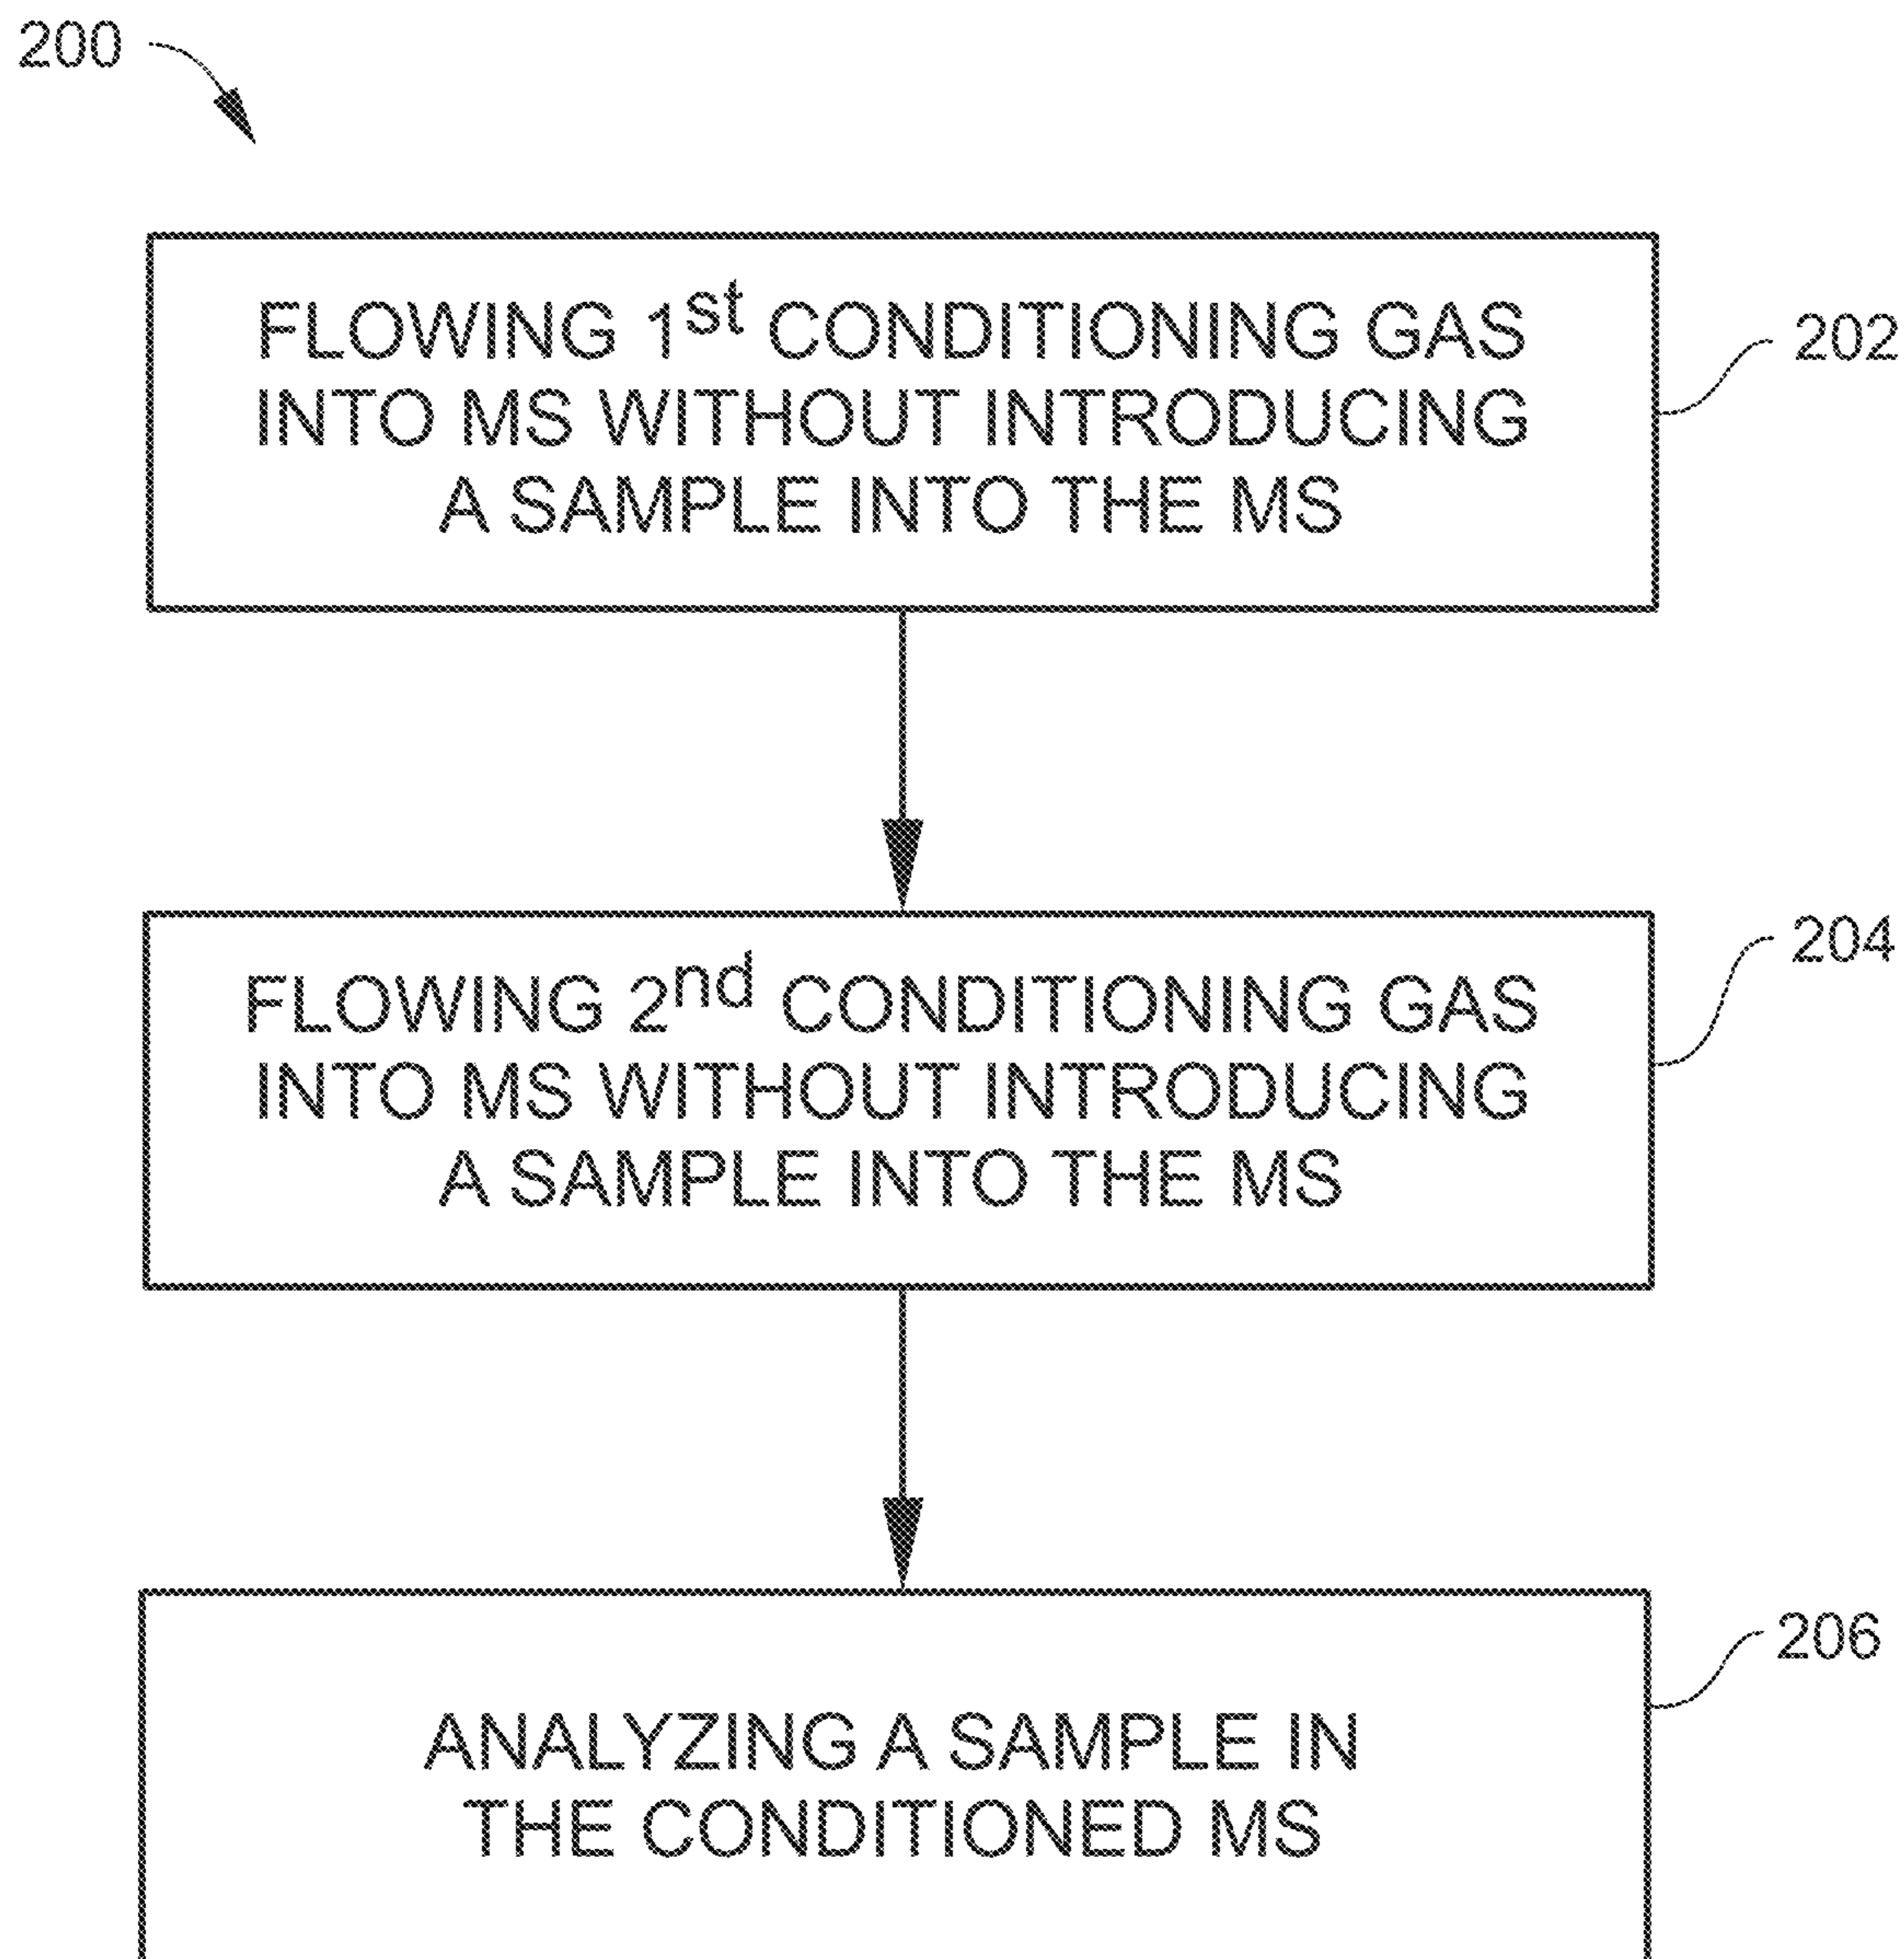 200
FLOWING 1st CONDITIONING GAS
INTO MS WITHOUT INTRODUCING
A SAMPLE INTO THE MS
202
FLOWING 2nd CONDITIONING GAS
INTO MS WITHOUT INTRODUCING
A SAMPLE INTO THE MS
204
ANALYZING A SAMPLE IN
THE CONDITIONED MS
206